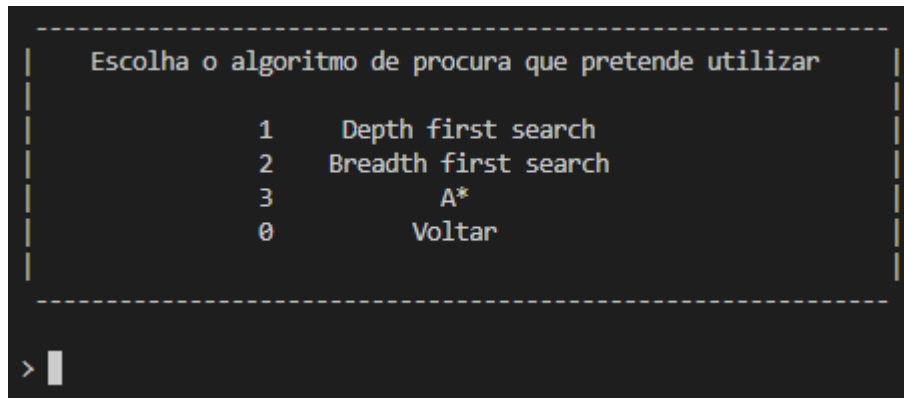 Escolha o algoritmo de procura que pretende utilizar
1 Depth first search
2 Breadth first search
3 A*
0 Voltar
>